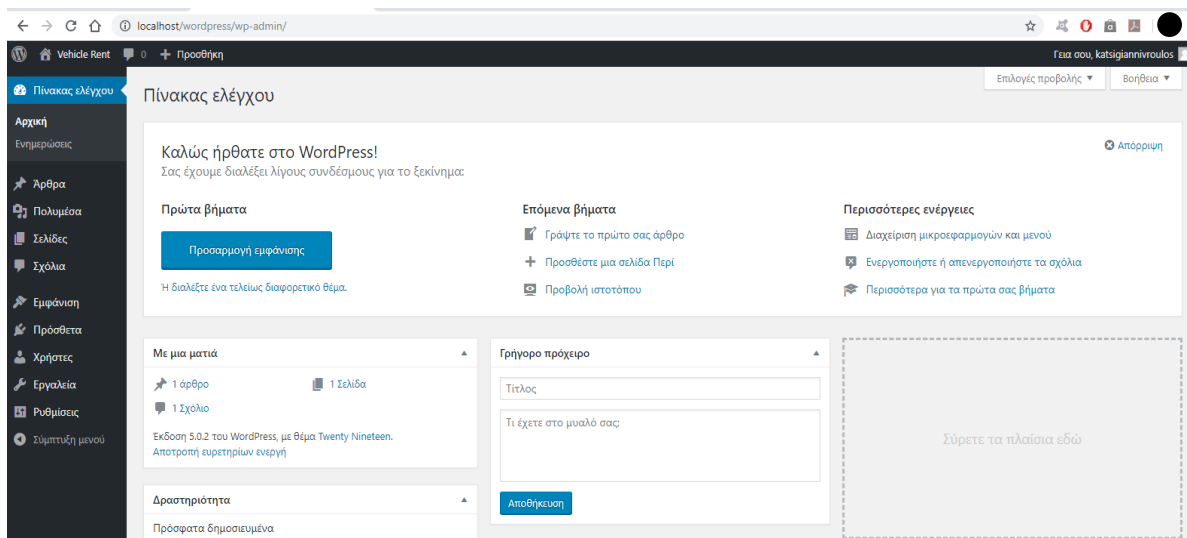 localhost/wordpress/wp-admin/
Vehicle Rent 0 Προσθήκη Γεια σου, katsigiannivroulos
Πίνακας ελέγχου
Αρχική
Ενημερώσεις
Άρθρα
Πολυμέσα
Σελίδες
Σχόλια
Εμφάνιση
Πρόσθετα
Χρήστες
Εργαλεία
Ρυθμίσεις
Σύμπτυξη μενού
Επιλογές προβολής Βοήθεια
Πίνακας ελέγχου
Καλώς ήρθατε στο WordPress!
Σας έχουμε διαλέξει λίγους συνδέσμους για το ξεκίνημα:
Απόρριψη
Πρώτα βήματα
Προσαρμογή εμφάνισης
Ή διαλέξτε ένα τελείως διαφορετικό θέμα.
Επόμενα βήματα
Γράψτε το πρώτο σας άρθρο
Προσθέστε μια σελίδα Περί
Προβολή ιστοτόπου
Περισσότερες ενέργειες
Διαχείριση μικροεφαρμογών και μενού
Ενεργοποιήστε ή απενεργοποιήστε τα σχόλια
Περισσότερα για τα πρώτα σας βήματα
Με μια ματιά
1 άρθρο 1 Σελίδα
1 Σχόλιο
Έκδοση 5.0.2 του WordPress, με θέμα Twenty Nineteen.
Αποτροπή ευρετηρίων ενεργή
Δραστηριότητα
Πρόσφατα δημοσιευμένα
Γρήγορο πρόχειρο
Τίτλος
Τι έχετε στο μυαλό σας;
Αποθήκευση
Σύρετε τα πλαίσια εδώ